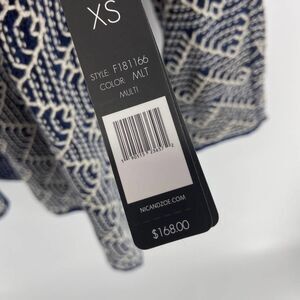 XS
STYLE: F181166
COLOR: MLT
MULTI
NICANDZOE.COM
$168.00